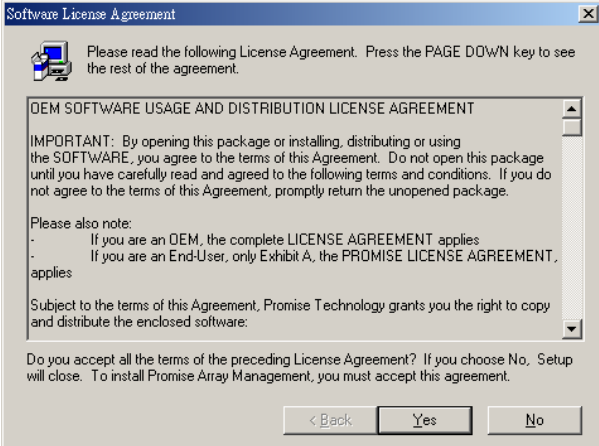 Software License Agreement
Please read the following License Agreement. Press the PAGE DOWN key to see
the rest of the agreement.
OEM SOFTWARE USAGE AND DISTRIBUTION LICENSE AGREEMENT
IMPORTANT: By opening this package or installing, distributing or using
the SOFTWARE, you agree to the terms of this Agreement. Do not open this package
until you have carefully read and agreed to the following terms and conditions. If you do
not agree to the terms of this Agreement, promptly return the unopened package.
Please also note:
- If you are an OEM, the complete LICENSE AGREEMENT applies
- If you are an End-User, only Exhibit A, the PROMISE LICENSE AGREEMENT,
applies
Subject to the terms of this Agreement, Promise Technology grants you the right to copy
and distribute the enclosed software:
Do you accept all the terms of the preceding License Agreement? If you choose No, Setup
will close. To install Promise Array Management, you must accept this agreement.
< Back
Yes
No